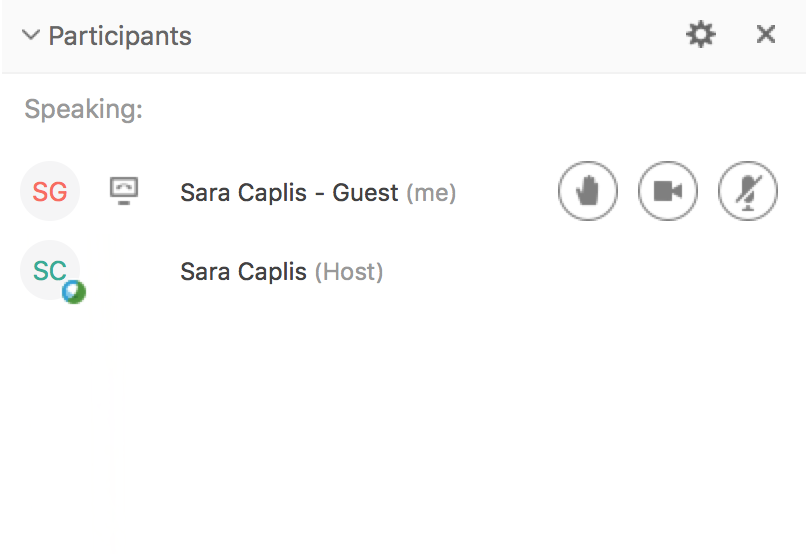 Participants
Speaking:
SG Sara Caplis - Guest (me)
SC Sara Caplis (Host)